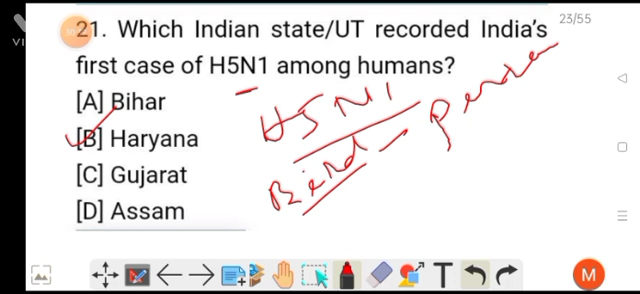 23/55
21. Which Indian state/UT recorded India's
first case of H5N1 among humans?
[A] Bihar
[B] Haryana
[C] Gujarat
[D] Assam
H5N1
Bird - Person
T
M